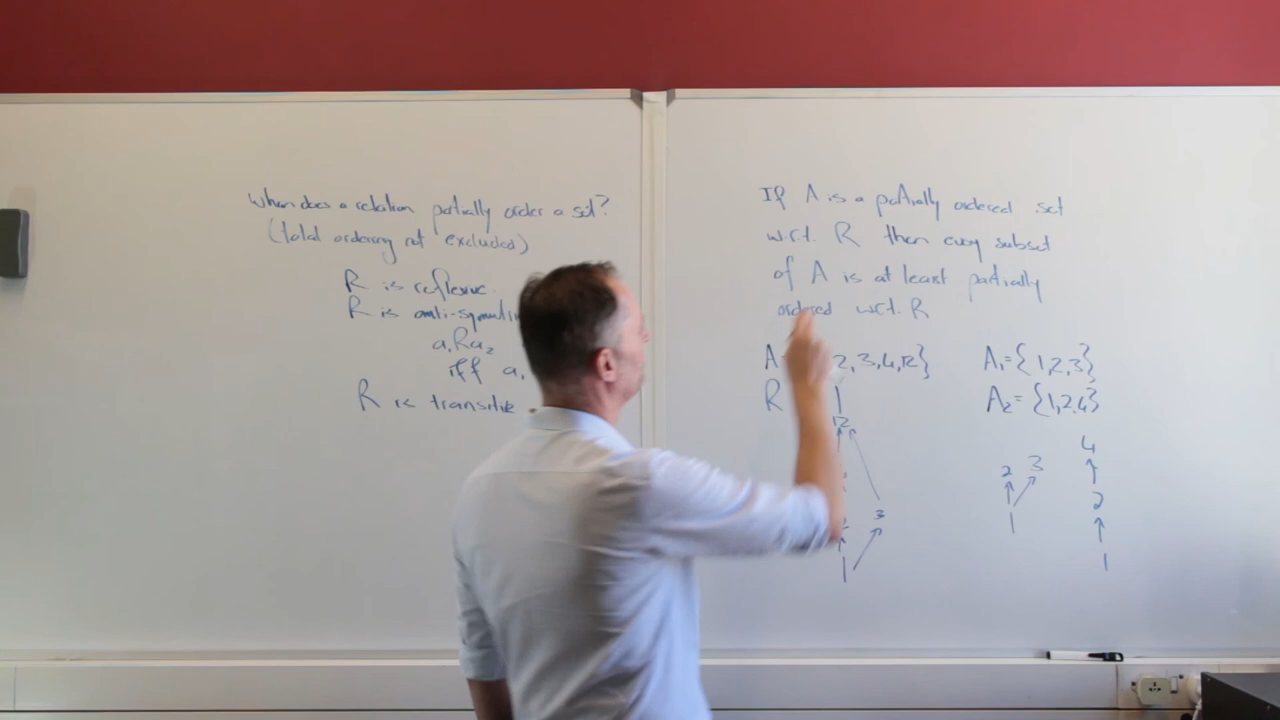 When does a relation partially order a set?
(total ordering not excluded)
R is reflexive.
R is anti-symm
a₁Ra₂
iff a₁
R is transitive
If A is a partially ordered set
w.r.t. R then every subset
of A is at least partially
ordered w.r.t. R
A 2,3,4,12}
R |
12
3
1
A₁={1,2,3}
A₂={1,2,4}
2 3
1
4
2
1